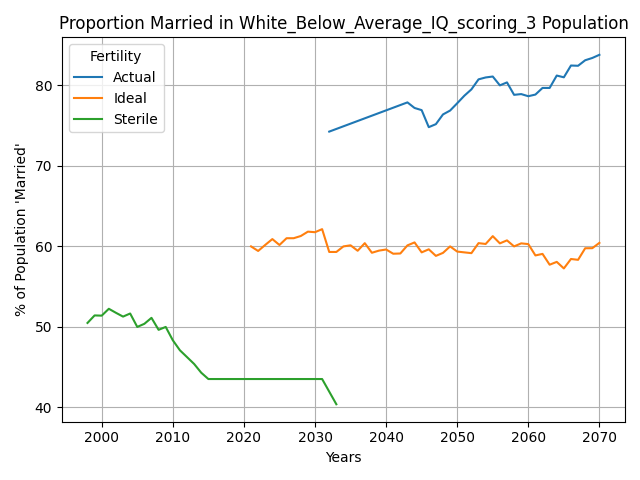 Proportion Married in White_Below_Average_IQ_scoring_3 Population
Fertility
Actual
Ideal
Sterile
% of Population 'Married'
80
70
60
50
40
2000 2010 2020 2030 2040 2050 2060 2070
Years